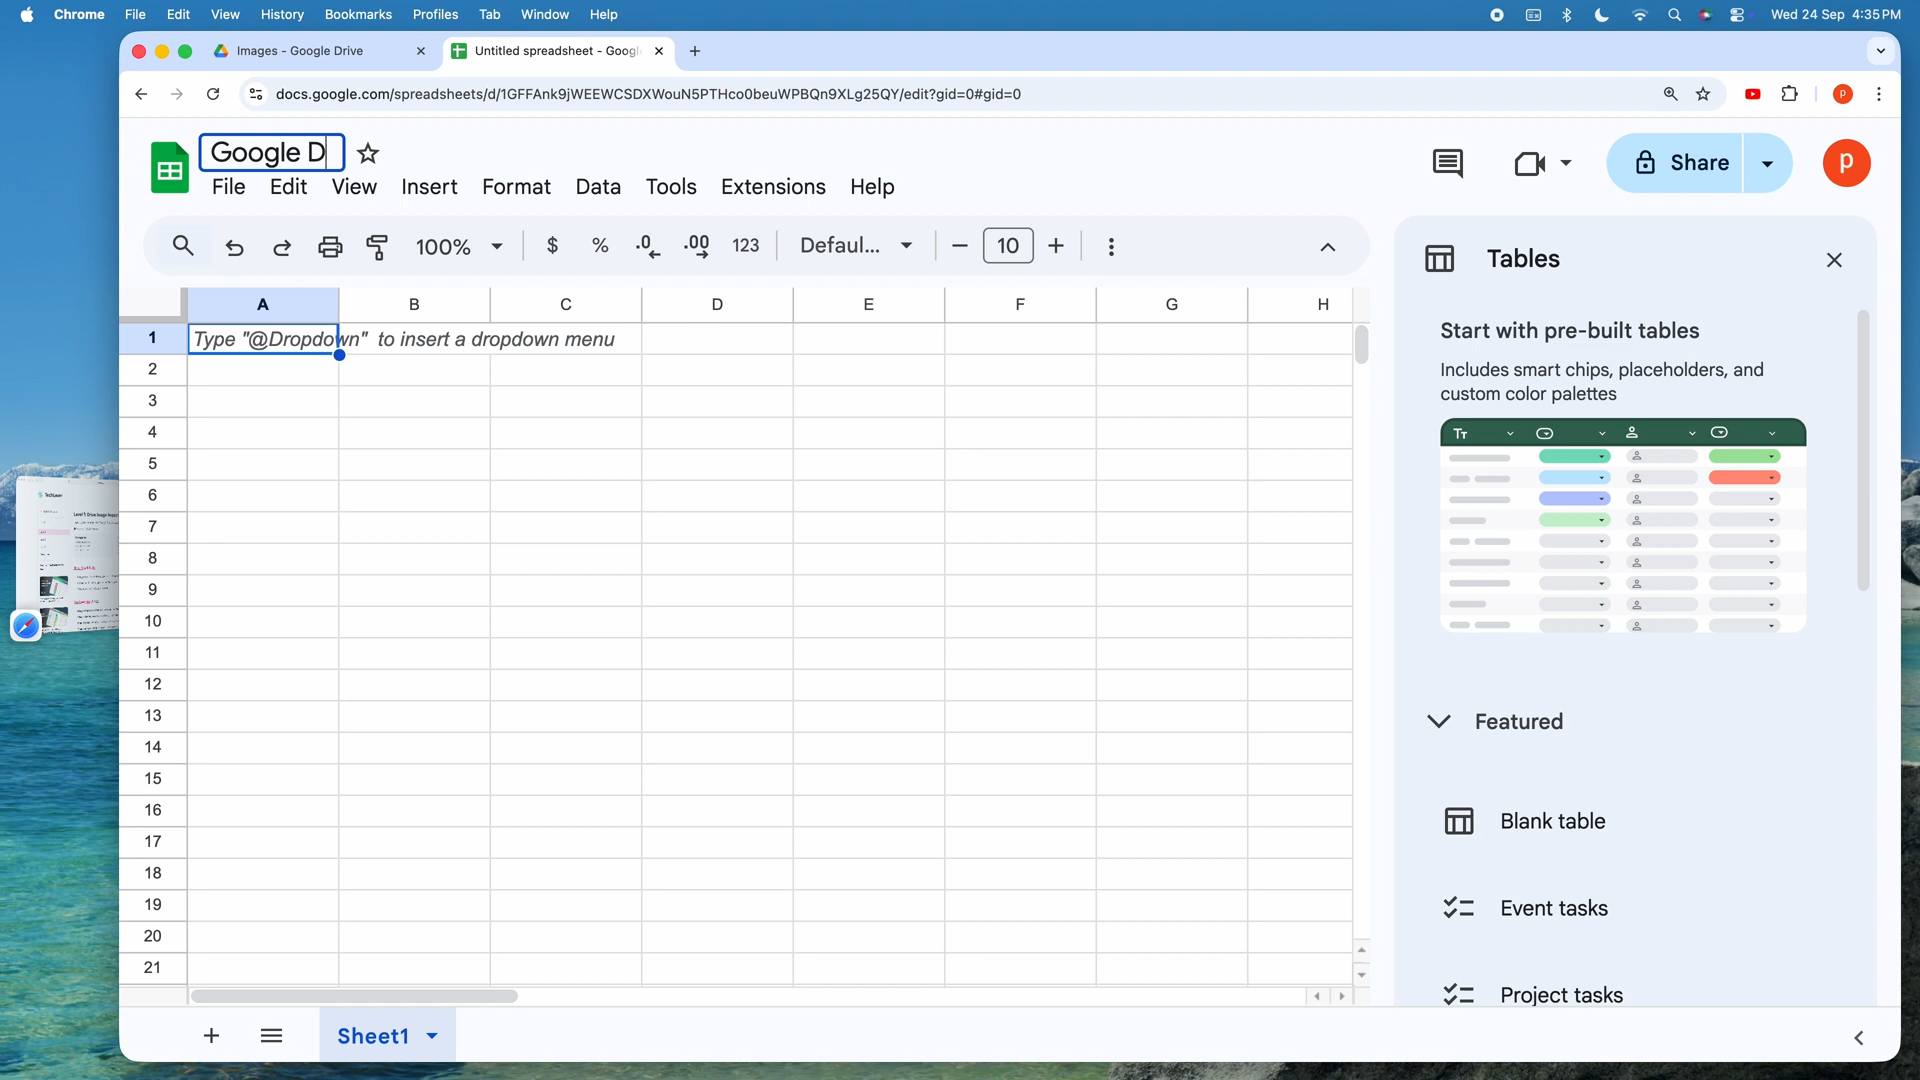 Chrome File Edit View History Bookmarks Profiles Tab Window Help Wed 24 Sep 4:35 PM
Images - Google Drive Untitled spreadsheet - Googl
docs.google.com/spreadsheets/d/1GFFAnk9jWEEWCSDXWouN5PTHco0beuWPBQn9XLg25QY/edit?gid=0#gid=0 P
Google D
File Edit View Insert Format Data Tools Extensions Help
Share
p
100% $ % .0 .00 123 Defaul... 10
Tables
A B C D E F G H
1 Type "@Dropdown" to insert a dropdown menu
2
3
4
5
6
7
8
9
10
11
12
13
14
15
16
17
18
19
20
21
Start with pre-built tables
Includes smart chips, placeholders, and
custom color palettes
Tт
Featured
Blank table
Event tasks
Project tasks
Sheet1